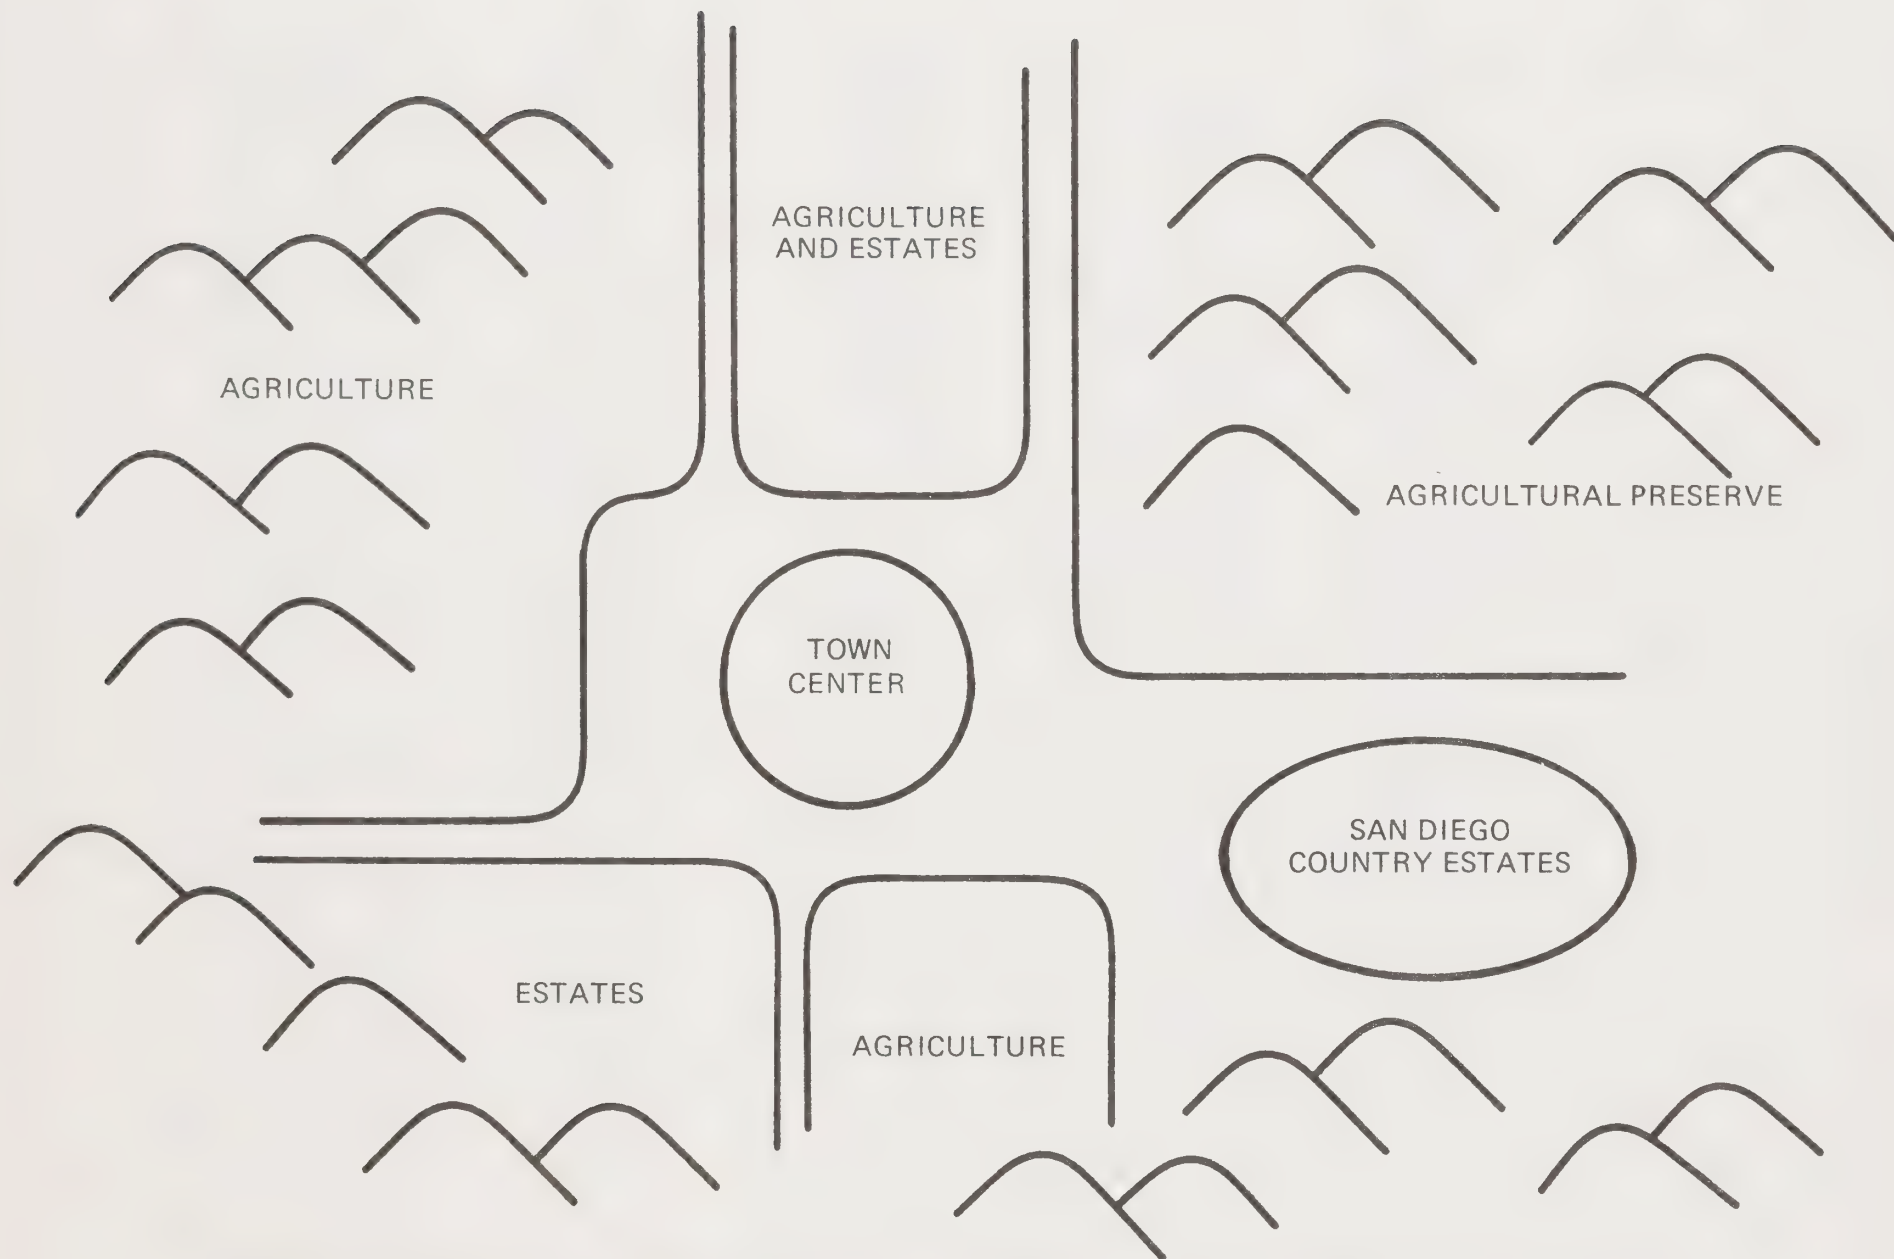 AGRICULTURE
AND ESTATES
AGRICULTURE
AGRICULTURAL PRESERVE
TOWN
CENTER
SAN DIEGO
COUNTRY ESTATES
ESTATES
AGRICULTURE